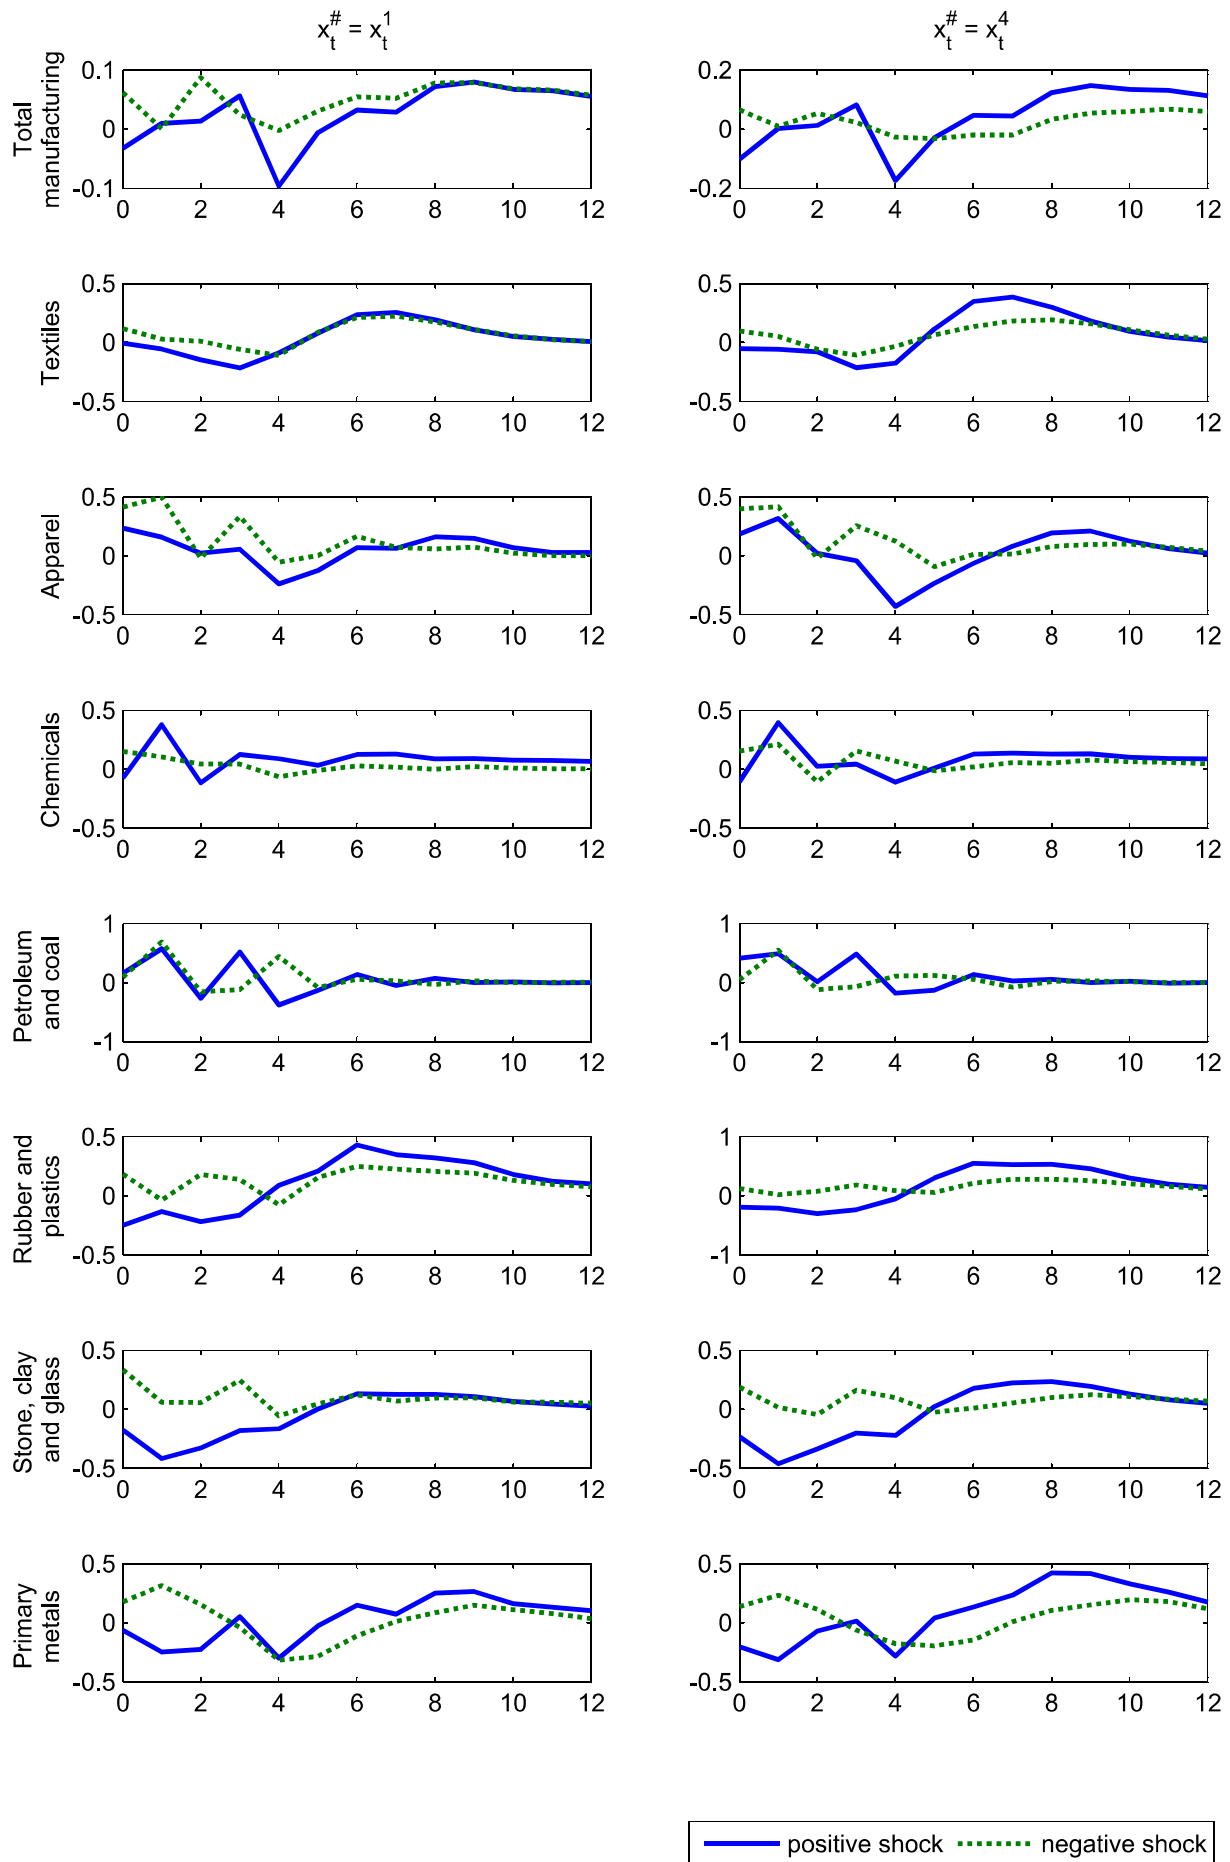 x_t^# = x_t^1
x_t^# = x_t^4
Total
manufacturing
0.1
0
-0.1
0 2 4 6 8 10 12
0.2
0
-0.2
0 2 4 6 8 10 12
Textiles
0.5
0
-0.5
0 2 4 6 8 10 12
0.5
0
-0.5
0 2 4 6 8 10 12
Apparel
0.5
0
-0.5
0 2 4 6 8 10 12
0.5
0
-0.5
0 2 4 6 8 10 12
Chemicals
0.5
0
-0.5
0 2 4 6 8 10 12
0.5
0
-0.5
0 2 4 6 8 10 12
Petroleum
and coal
1
0
-1
0 2 4 6 8 10 12
1
0
-1
0 2 4 6 8 10 12
Rubber and
plastics
0.5
0
-0.5
0 2 4 6 8 10 12
1
0
-1
0 2 4 6 8 10 12
Stone, clay
and glass
0.5
0
-0.5
0 2 4 6 8 10 12
0.5
0
-0.5
0 2 4 6 8 10 12
Primary
metals
0.5
0
-0.5
0 2 4 6 8 10 12
0.5
0
-0.5
0 2 4 6 8 10 12
positive shock negative shock